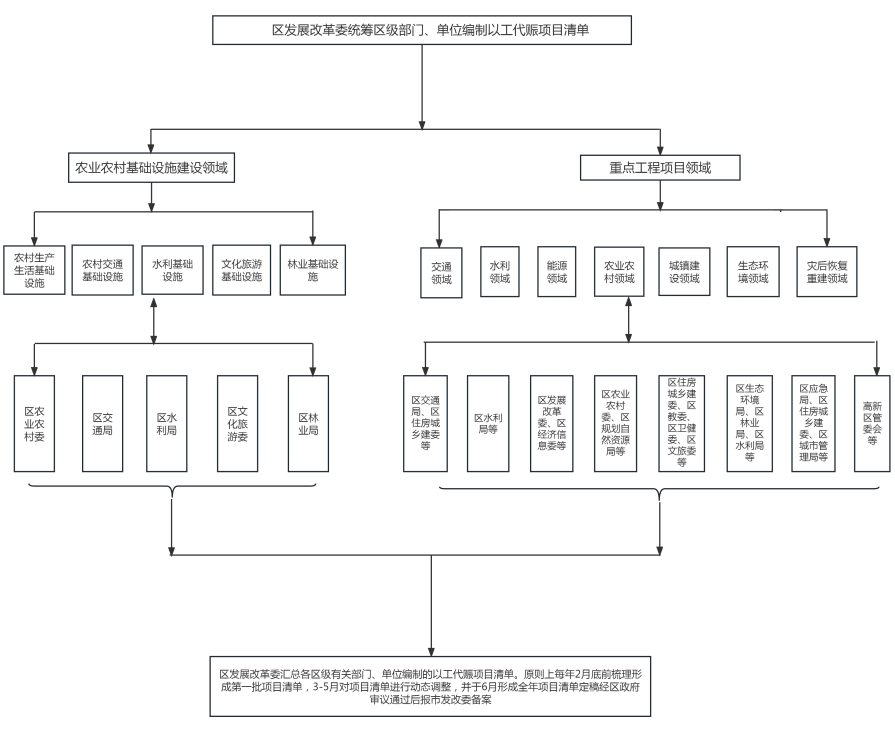 区发展改革委统筹区级部门、单位编制以工代赈项目清单
农业农村基础设施建设领域
重点工程项目领域
农村生产
生活基础
设施
农村交通
基础设施
水利基础
设施
文化旅游
基础设施
林业基础设
施
交通
领域
水利
领域
能源
领域
农业农
村领域
城镇建
设领域
生态环
境领域
灾后恢复
重建领域
区农
业农
村委
区交
通局
区水
利局
区文
化旅
游委
区林
业局
区交通
局、区
住房城
乡建委
等
区水利
局等
区发展
改革
委、区
经济信
息委等
区农业
农村
委、区
规划自
然资源
局等
区住房
城乡建
委、区
教委、
区卫健
委、区
文旅委
等
区生态
环境
局、区
林业
局、区
水利局
等
区应急
局、区
住房城
乡建
委、区
城市管
理局等
高新
区管
委会
等
区发展改革委汇总各区级有关部门、单位编制的以工代赈项目清单。原则上每年2月底前梳理形
成第一批项目清单，3-5月对项目清单进行动态调整，并于6月形成全年项目清单定稿经区政府
审议通过后报市发改委备案